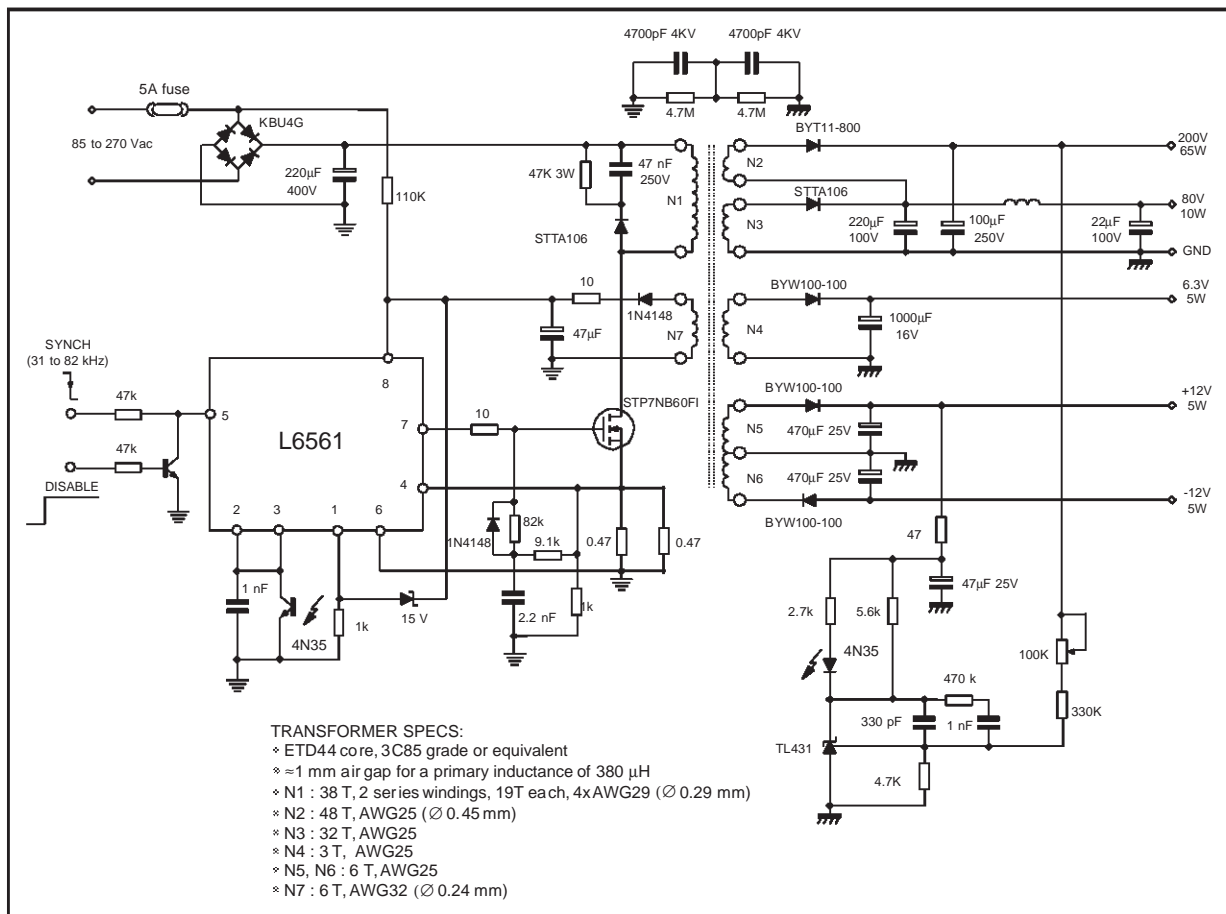 4700pF 4KV
4700pF 4KV
4.7M
4.7M
5A fuse
KBU4G
85 to 270 Vac
220μF
400V
110K
47K 3W
47 nF
250V
STTA106
N1
N2
BYT11-800
200V
65W
STTA106
N3
220μF
100V
100μF
250V
22μF
100V
80V
10W
GND
10
1N4148
47μF
N7
N4
BYW100-100
1000μF
16V
6.3V
5W
SYNCH
(31 to 82 kHz)
47k
5
8
L6561
7
10
STP7NB60FI
BYW100-100
N5
470μF 25V
+12V
5W
47k
DISABLE
4
N6
470μF 25V
BYW100-100
-12V
5W
2
3
1
6
1N4148
82k
9.1k
0.47
0.47
1 nF
4N35
1k
15 V
2.2 nF
1k
47
47μF 25V
2.7k
5.6k
4N35
100K
470 k
330 pF
1 nF
330K
TL431
4.7K
TRANSFORMER SPECS:
* ETD44 core, 3C85 grade or equivalent
* ≈1 mm air gap for a primary inductance of 380 μH
* N1 : 38 T, 2 series windings, 19T each, 4xAWG29 (∅ 0.29 mm)
* N2 : 48 T, AWG25 (∅ 0.45 mm)
* N3 : 32 T, AWG25
* N4 : 3 T, AWG25
* N5, N6 : 6 T, AWG25
* N7 : 6 T, AWG32 (∅ 0.24 mm)